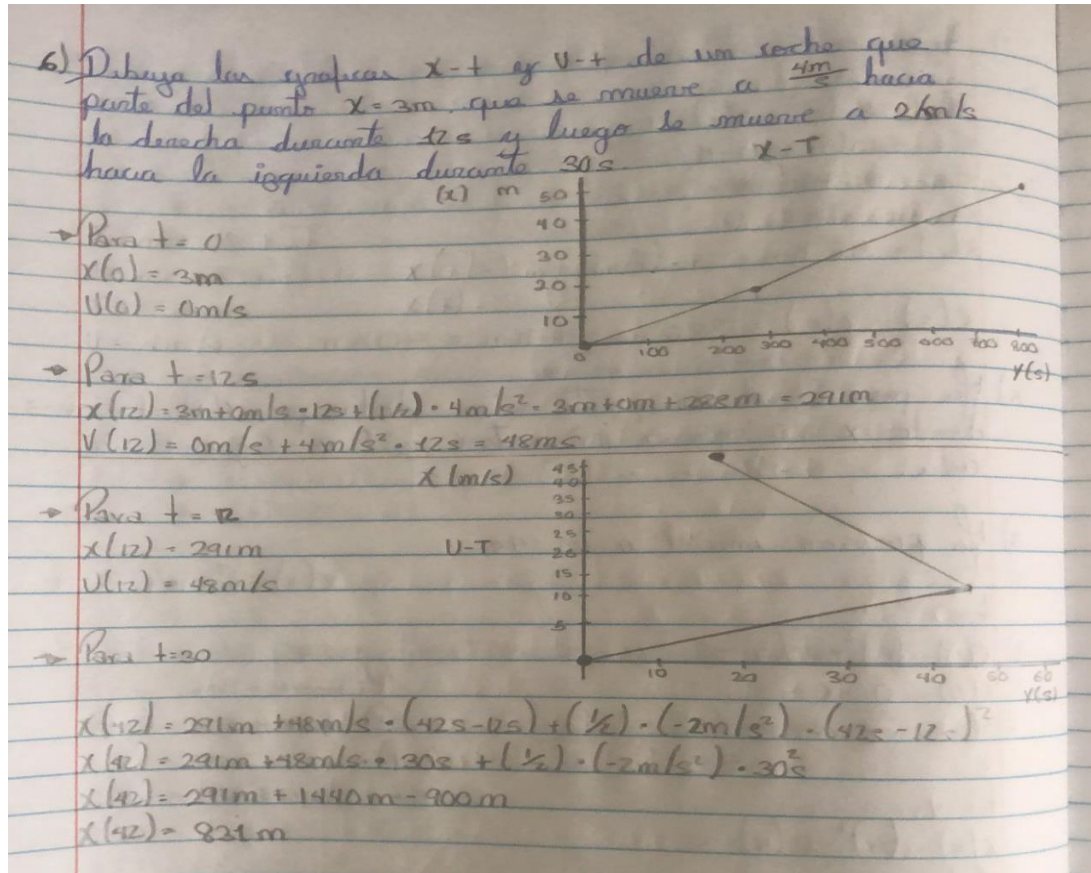 6) Dibuja las graficas x-t y v-t de un coche que
parte del punto x=3m que se mueve a 4m/s hacia
la derecha durante 12s y luego se mueve a 2km/s
hacia la izquierda durante 30s
x-T
(x) m
50
40
30
20
10
0 100 200 300 400 500 600 700 800
Y(s)
→ Para t=0
X(0)=3m
V(0)=0m/s
→ Para t=12s
X(12)=3m+0m/s·12s+(1/2)·4m/s²=3m+0m+288m=291m
V(12)=0m/s+4m/s²·12s=48ms
X(m/s)
U-T
45
40
35
30
25
20
15
10
5
10 20 30 40 50 60
Y(s)
→ Para t=12
X(12)=291m
V(12)=48m/s
→ Para t=20
X(42)=291m+48m/s·(42s-12s)+(1/2)·(-2m/s²)·(42s-12s)²
X(42)=291m+48m/s·30s+(1/2)·(-2m/s²)·30²s
X(42)=291m+1440m-900m
X(42)=831m